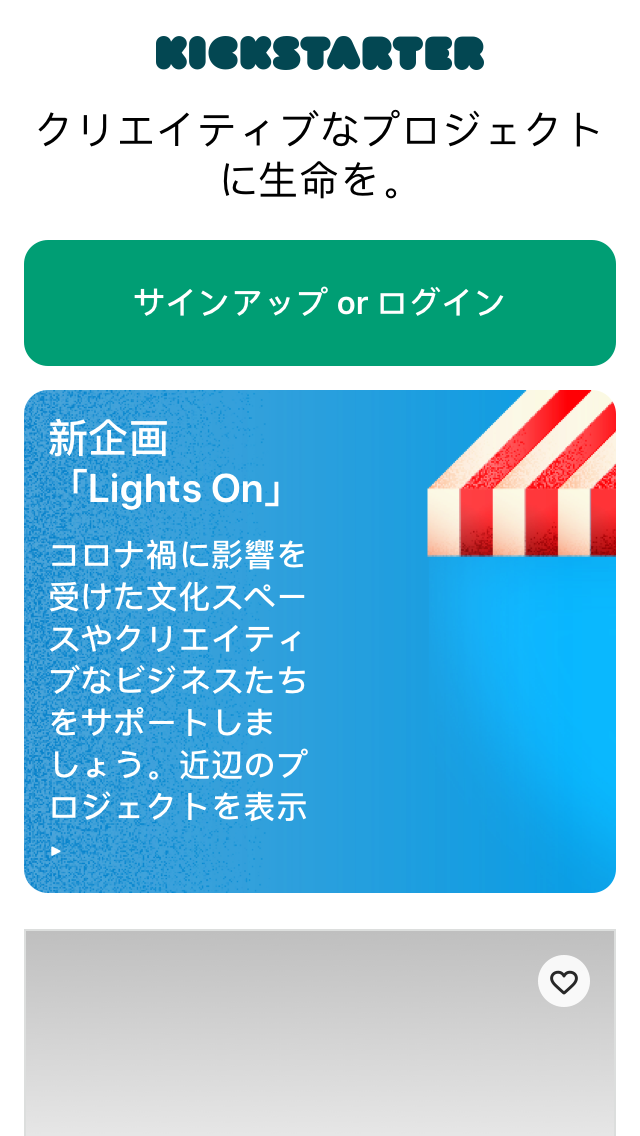 KICKSTARTER
クリエイティブなプロジェクト
に生命を。
サインアップ or ログイン
新企画
「Lights On」
コロナ禍に影響を
受けた文化スペー
スやクリエイティ
ブなビジネスたち
をサポートしま
しょう。近辺のプ
ロジェクトを表示
▸